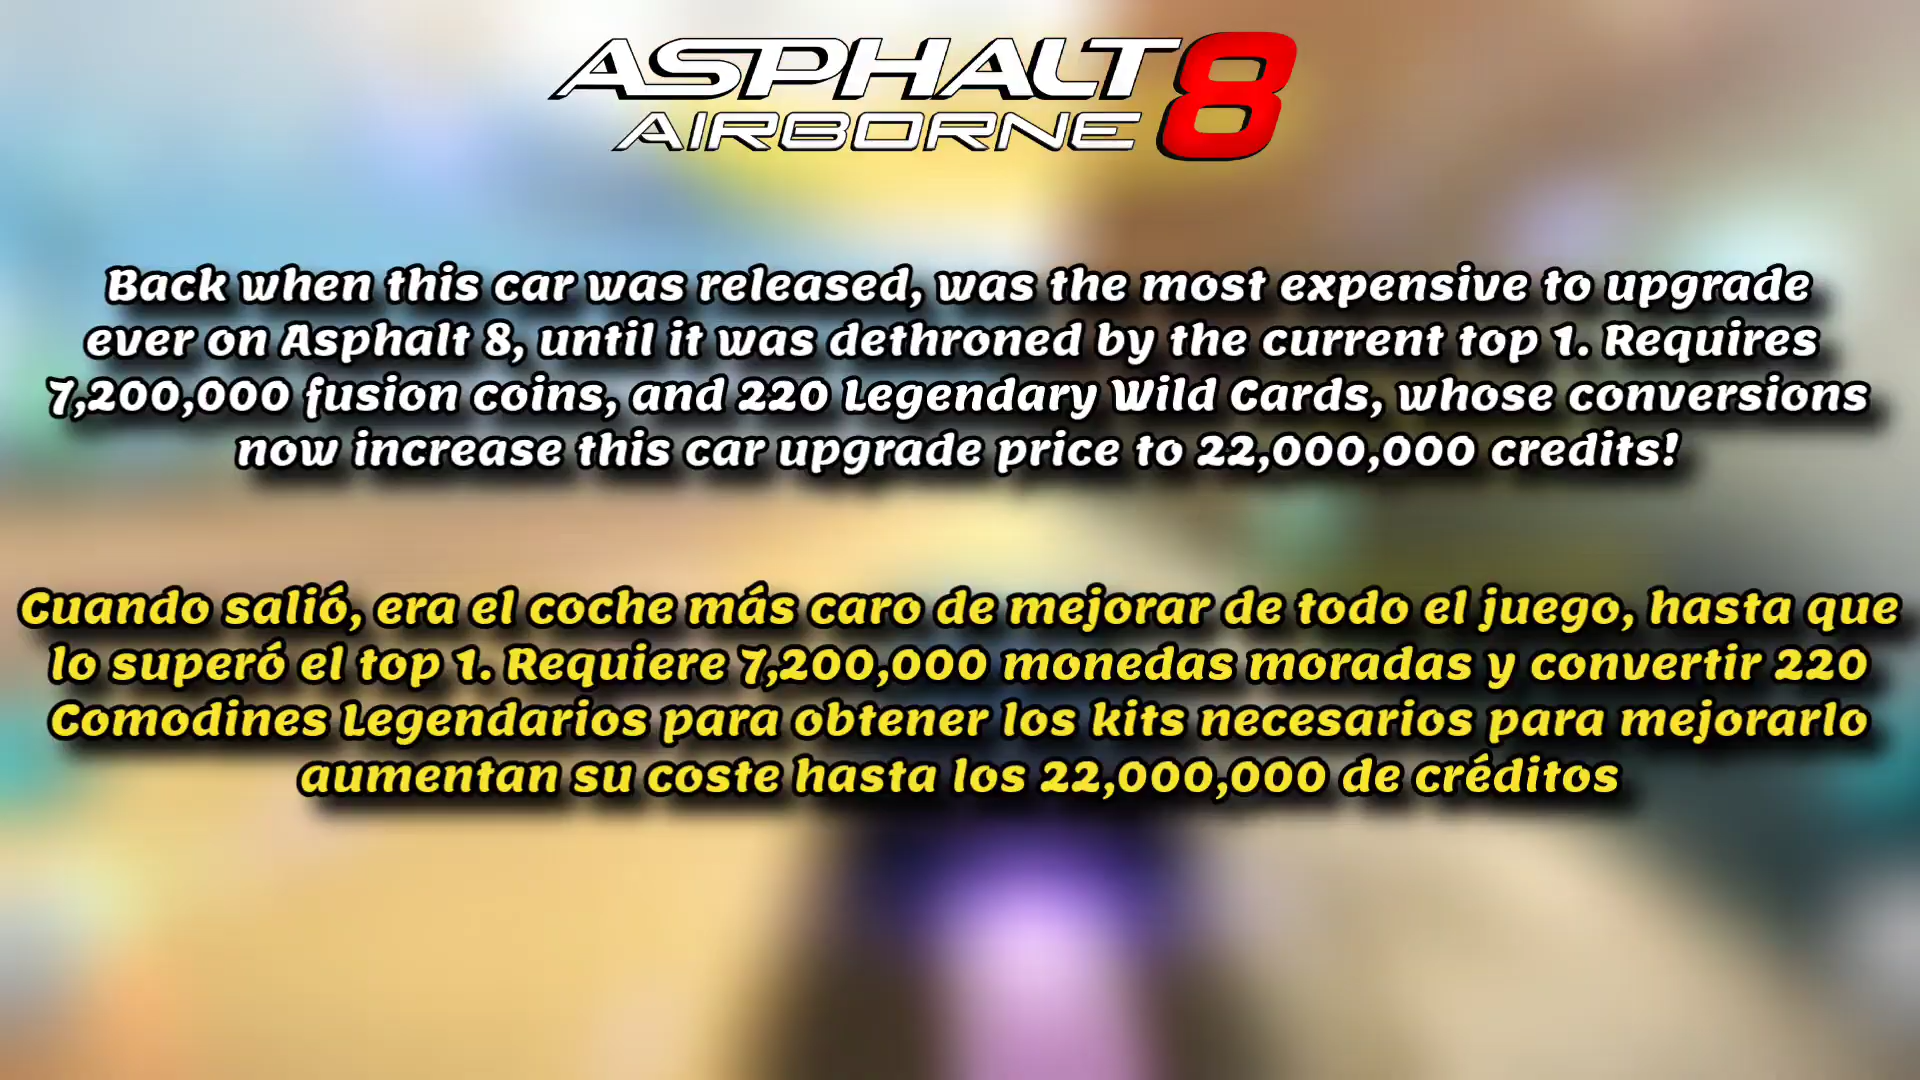 ASPHALT 8
AIRBORNE
Back when this car was released, was the most expensive to upgrade
ever on Asphalt 8, until it was dethroned by the current top 1. Requires
7,200,000 fusion coins, and 220 Legendary Wild Cards, whose conversions
now increase this car upgrade price to 22,000,000 credits!
Cuando salió, era el coche más caro de mejorar de todo el juego, hasta que
lo superó el top 1. Requiere 7,200,000 monedas moradas y convertir 220
Comodines Legendarios para obtener los kits necesarios para mejorarlo
aumentan su coste hasta los 22,000,000 de créditos